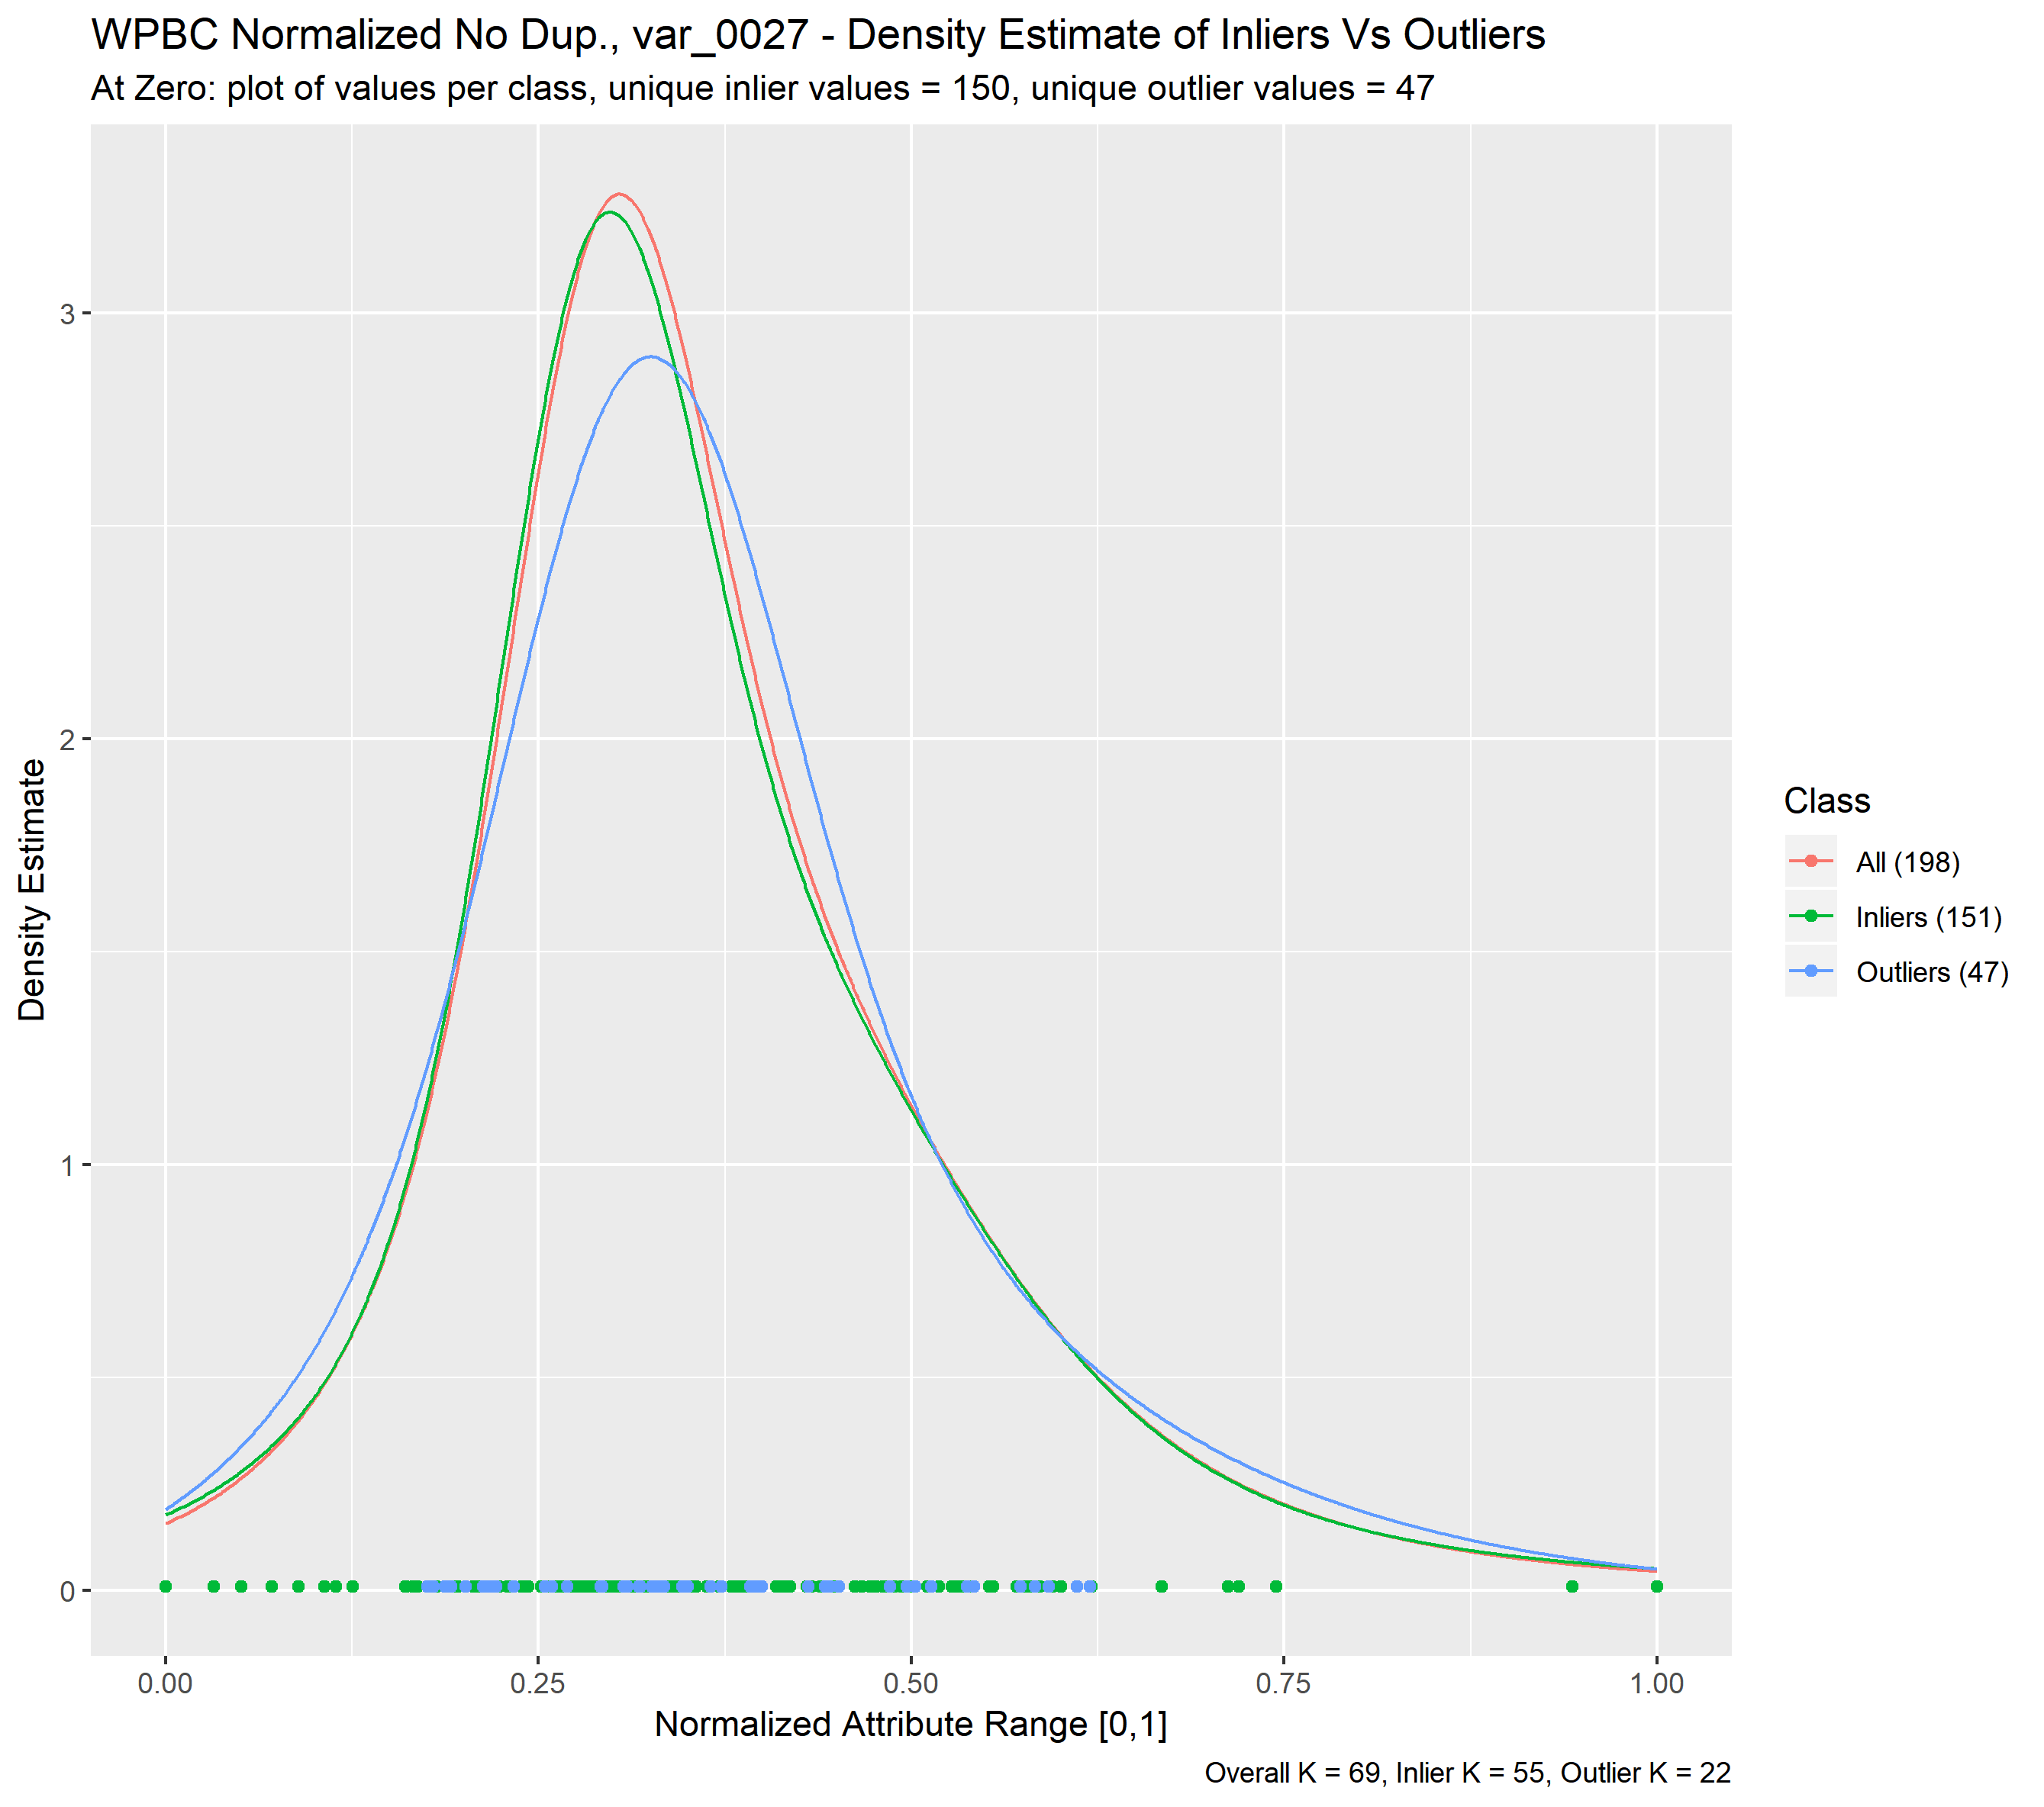 WPBC Normalized No Dup., var_0027 - Density Estimate of Inliers Vs Outliers
At Zero: plot of values per class, unique inlier values = 150, unique outlier values = 47
3
2
1
0
Density Estimate
0.00 0.25 0.50 0.75 1.00
Normalized Attribute Range [0,1]
Class
All (198)
Inliers (151)
Outliers (47)
Overall K = 69, Inlier K = 55, Outlier K = 22